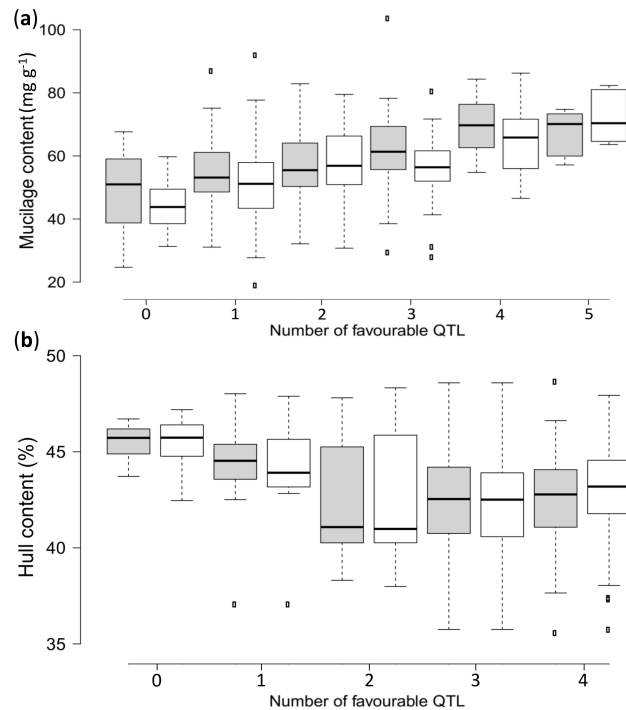 (a)
Mucilage content (mg g⁻¹)
100
80
60
40
20
0 1 2 3 4 5
Number of favourable QTL
(b)
Hull content (%)
50
45
40
35
0 1 2 3 4
Number of favourable QTL